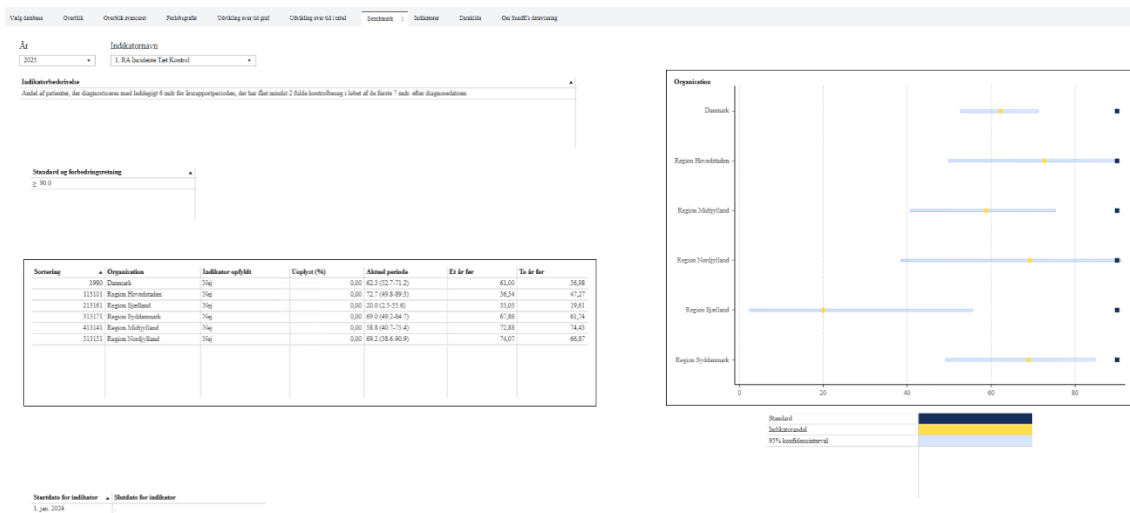 Vælg database Overblik Overblik avanceret Forløbsgrafer Udvikling over tid graf Udvikling over tid i tabel Benchmark Indikatorer Datakilde Om SundK's datavisning
År Indikatornavn
2025 1. RA Incidente Tæt Kontrol
Indikatorbeskrivelse
Andel af patienter, der diagnosticeres med leddegigt 6 mdr før årsrapportperioden, der har fået mindst 2 fulde kontrolbesøg i løbet af de første 7 mdr. efter diagnosedatoen
Standard og forbedringsretning
≥ 90.0
Sortering Organisation Indikator opfyldt Uoplyst (%) Aktuel periode Et år før To år før
1980 Danmark Nej 0,00 62.3 (52.7-71.2) 61,00 56,98
113101 Region Hovedstaden Nej 0,00 72.7 (49.8-89.3) 56,54 47,27
213161 Region Sjælland Nej 0,00 20.0 (2.5-55.6) 33,03 19,61
313171 Region Syddanmark Nej 0,00 69.0 (49.2-84.7) 67,86 61,74
413141 Region Midtjylland Nej 0,00 58.8 (40.7-75.4) 72,88 74,43
513151 Region Nordjylland Nej 0,00 69.2 (38.6-90.9) 74,07 66,87
Startdato for indikator Slutdato for indikator
1. jan. 2024
Organisation
Danmark
Region Hovedstaden
Region Midtjylland
Region Nordjylland
Region Sjælland
Region Syddanmark
0 20 40 60 80
Standard
Indikatorandel
95% konfidensinterval